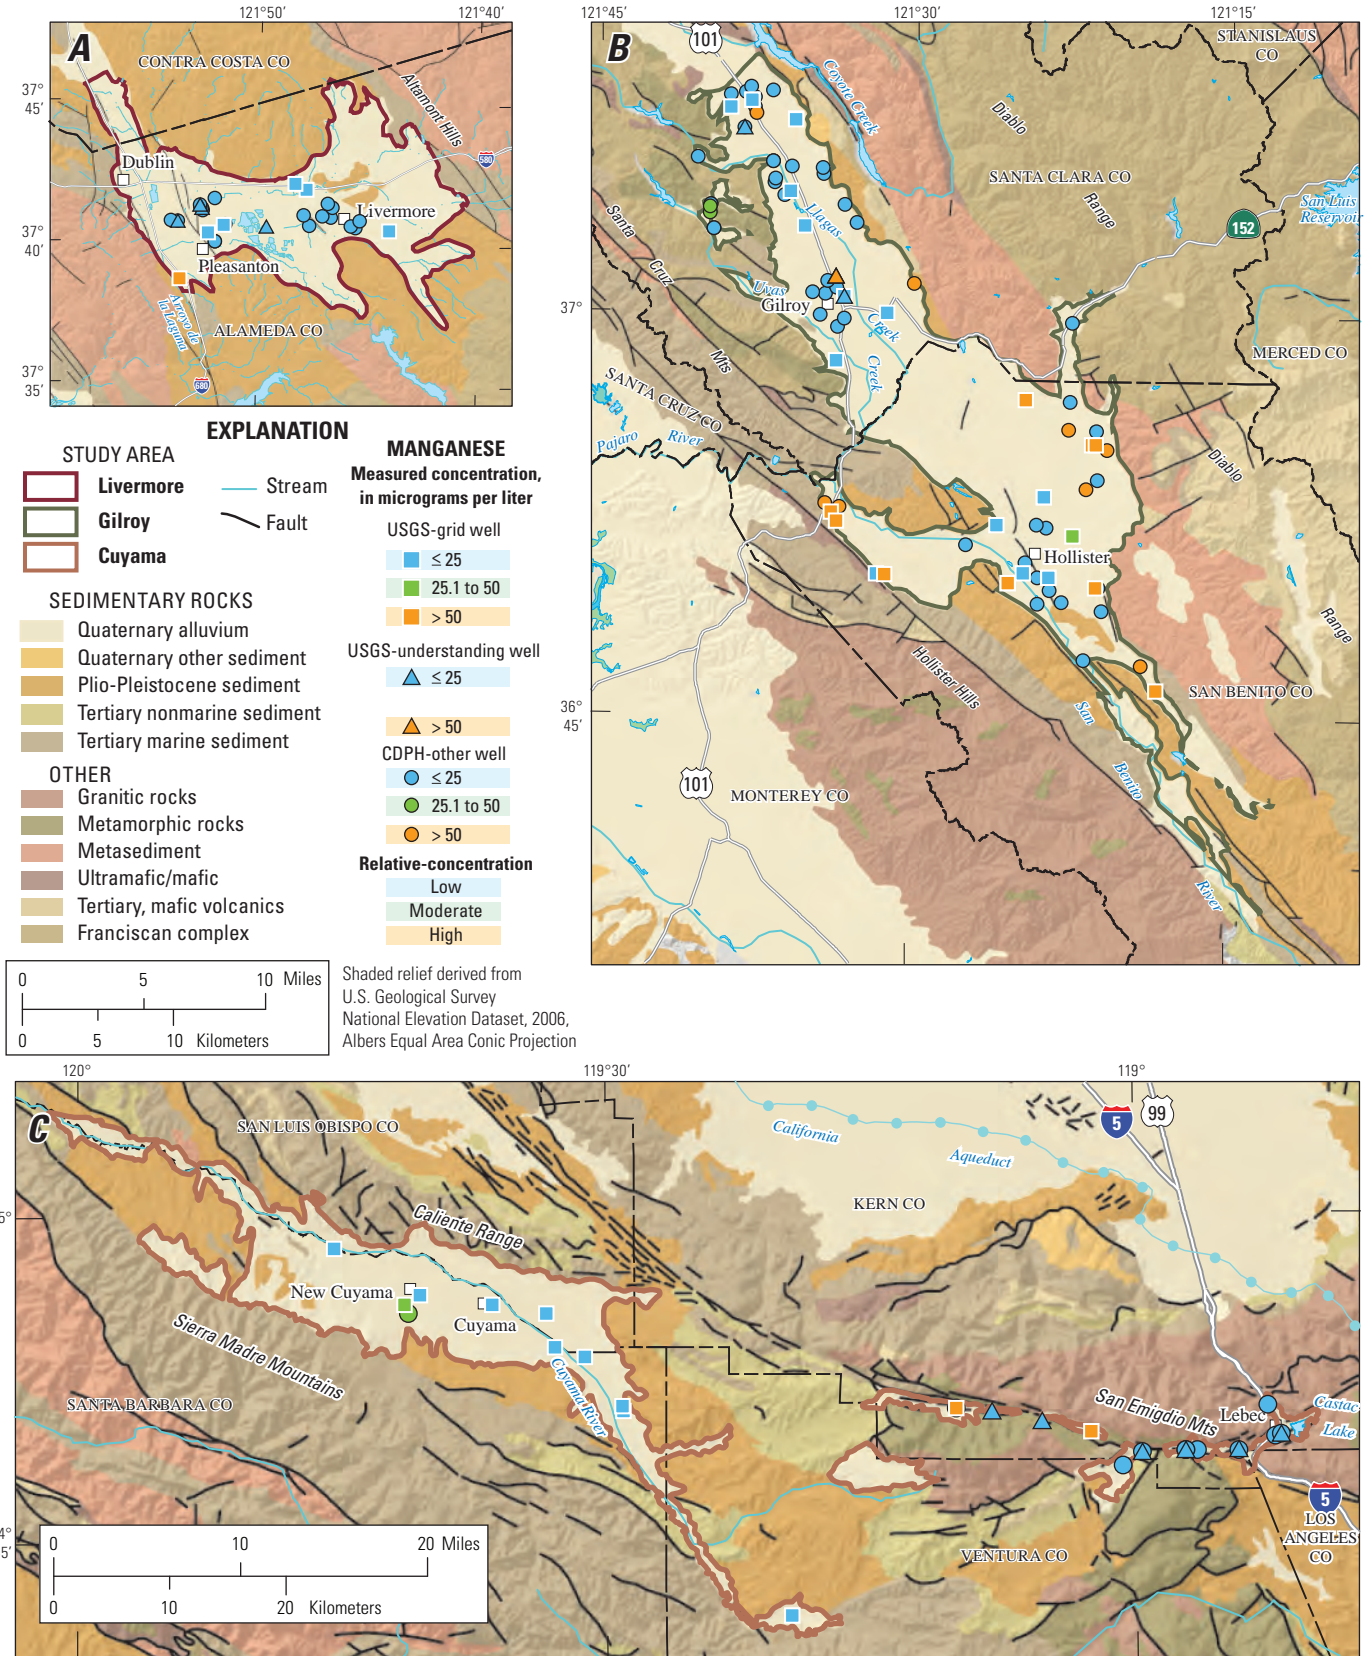 121°50'
121°40'
A
CONTRA COSTA CO
Altamont Hills
37°
45'
580
Dublin
Livermore
37°
40'
Pleasanton
Arroyo de
la Laguna
ALAMEDA CO
37°
35'
680
121°45'
121°30'
121°15'
B
101
STANISLAUS
CO
Coyote Creek
Diablo
Range
SANTA CLARA CO
San Luis
Reservoir
152
Santa
Cruz
Mts
Llagas
Creek
Uvas
Creek
Gilroy
37°
MERCED CO
SANTA CRUZ CO
Pajaro River
Diablo
Range
Hollister
Hollister Hills
SAN BENITO CO
36°
45'
San
Benito
River
101
MONTEREY CO
EXPLANATION
STUDY AREA
Livermore
Gilroy
Cuyama
Stream
Fault
SEDIMENTARY ROCKS
Quaternary alluvium
Quaternary other sediment
Plio-Pleistocene sediment
Tertiary nonmarine sediment
Tertiary marine sediment
OTHER
Granitic rocks
Metamorphic rocks
Metasediment
Ultramafic/mafic
Tertiary, mafic volcanics
Franciscan complex
MANGANESE
Measured concentration,
in micrograms per liter
USGS-grid well
≤ 25
25.1 to 50
> 50
USGS-understanding well
≤ 25
> 50
CDPH-other well
≤ 25
25.1 to 50
> 50
Relative-concentration
Low
Moderate
High
0 5 10 Miles
0 5 10 Kilometers
Shaded relief derived from
U.S. Geological Survey
National Elevation Dataset, 2006,
Albers Equal Area Conic Projection
120°
119°30'
119°
C
SAN LUIS OBISPO CO
California
Aqueduct
5
99
KERN CO
5°
Caliente Range
New Cuyama
Cuyama
Sierra Madre Mountains
Cuyama River
SANTA BARBARA CO
San Emigdio Mts
Lebec
Castac
Lake
5
LOS
ANGELES
CO
VENTURA CO
4°
5'
0 10 20 Miles
0 10 20 Kilometers